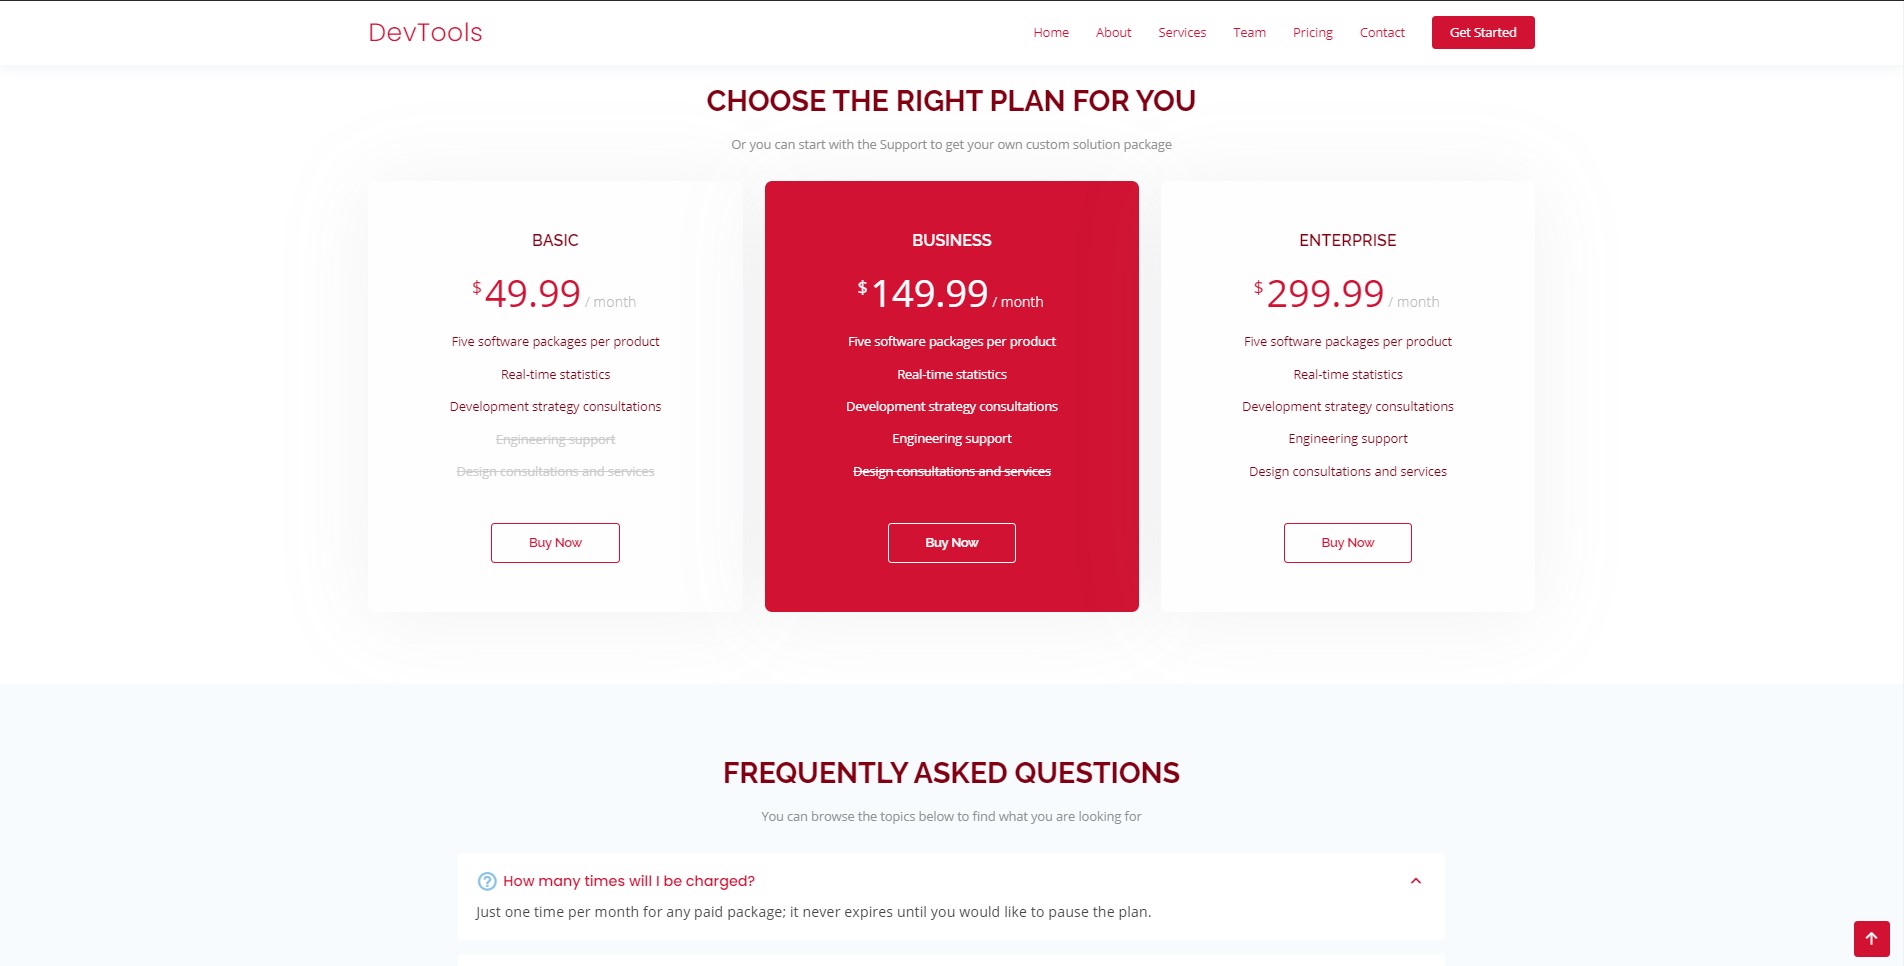 DevTools
Home About Services Team Pricing Contact Get Started
CHOOSE THE RIGHT PLAN FOR YOU
Or you can start with the Support to get your own custom solution package
BASIC
$49.99 / month
Five software packages per product
Real-time statistics
Development strategy consultations
Engineering support
Design consultations and services
Buy Now
BUSINESS
$149.99 / month
Five software packages per product
Real-time statistics
Development strategy consultations
Engineering support
Design consultations and services
Buy Now
ENTERPRISE
$299.99 / month
Five software packages per product
Real-time statistics
Development strategy consultations
Engineering support
Design consultations and services
Buy Now
FREQUENTLY ASKED QUESTIONS
You can browse the topics below to find what you are looking for
How many times will I be charged?
Just one time per month for any paid package; it never expires until you would like to pause the plan.